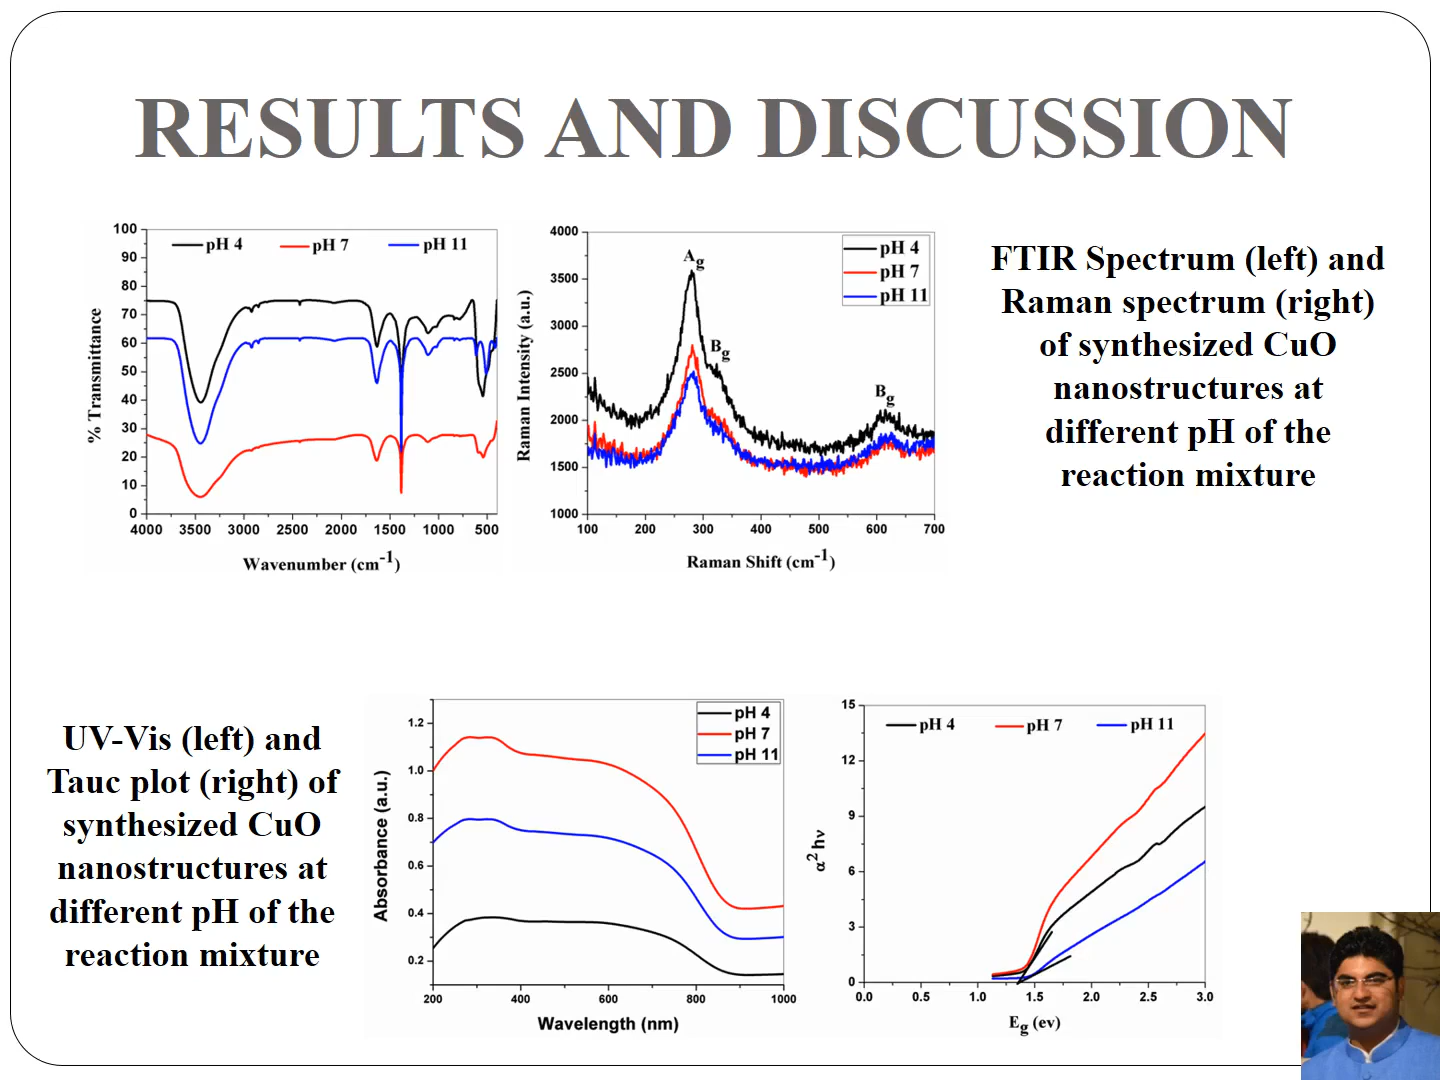 RESULTS AND DISCUSSION
100
90
80
70
60
50
40
30
20
10
0
% Transmittance
pH 4
pH 7
pH 11
4000 3500 3000 2500 2000 1500 1000 500
Wavenumber (cm-1)
4000
3500
3000
2500
2000
1500
1000
Raman Intensity (a.u.)
Ag
Bg
Bg
pH 4
pH 7
pH 11
100 200 300 400 500 600 700
Raman Shift (cm-1)
FTIR Spectrum (left) and
Raman spectrum (right)
of synthesized CuO
nanostructures at
different pH of the
reaction mixture
UV-Vis (left) and
Tauc plot (right) of
synthesized CuO
nanostructures at
different pH of the
reaction mixture
1.2
1.0
0.8
0.6
0.4
0.2
Absorbance (a.u.)
pH 4
pH 7
pH 11
200 400 600 800 1000
Wavelength (nm)
15
12
9
6
3
0
α2 hν
pH 4
pH 7
pH 11
0.0 0.5 1.0 1.5 2.0 2.5 3.0
Eg (ev)